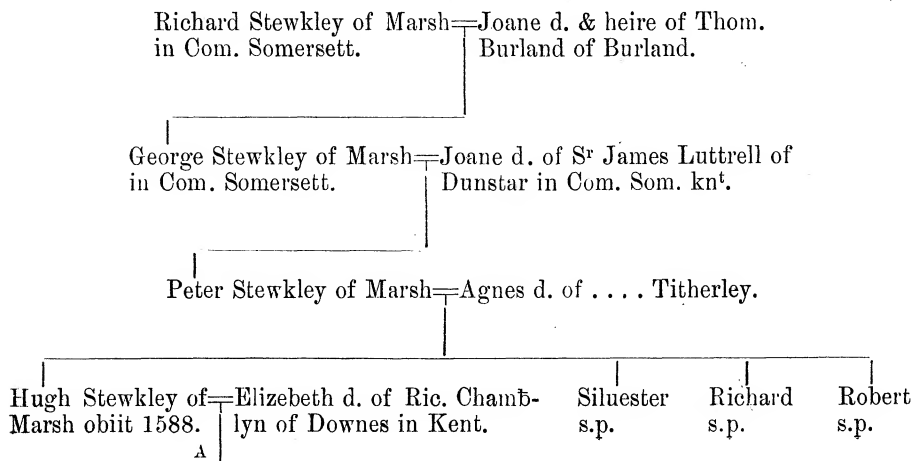 Richard Stewkley of Marsh Joane d. & heire of Thom.
in Com. Somersett. Burland of Burland.
George Stewkley of Marsh Joane d. of Sʳ James Luttrell of
in Com. Somersett. Dunstar in Com. Som. knᵗ.
Peter Stewkley of Marsh Agnes d. of . . . . Titherley.
Hugh Stewkley of Elizebeth d. of Ric. Chamƀ- Siluester Richard Robert
Marsh obiit 1588. lyn of Downes in Kent. s.p. s.p. s.p.
A